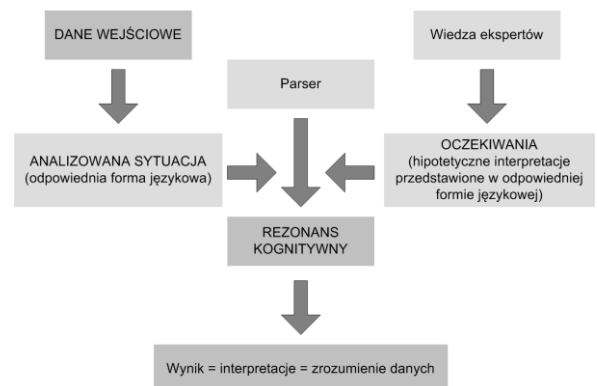 DANE WEJŚCIOWE
Wiedza ekspertów
Parser
ANALIZOWANA SYTUACJA
(odpowiednia forma językowa)
OCZEKIWANIA
(hipotetyczne interpretacje
przedstawione w odpowiedniej
formie językowej)
REZONANS
KOGNITYWNY
Wynik = interpretacje = zrozumienie danych